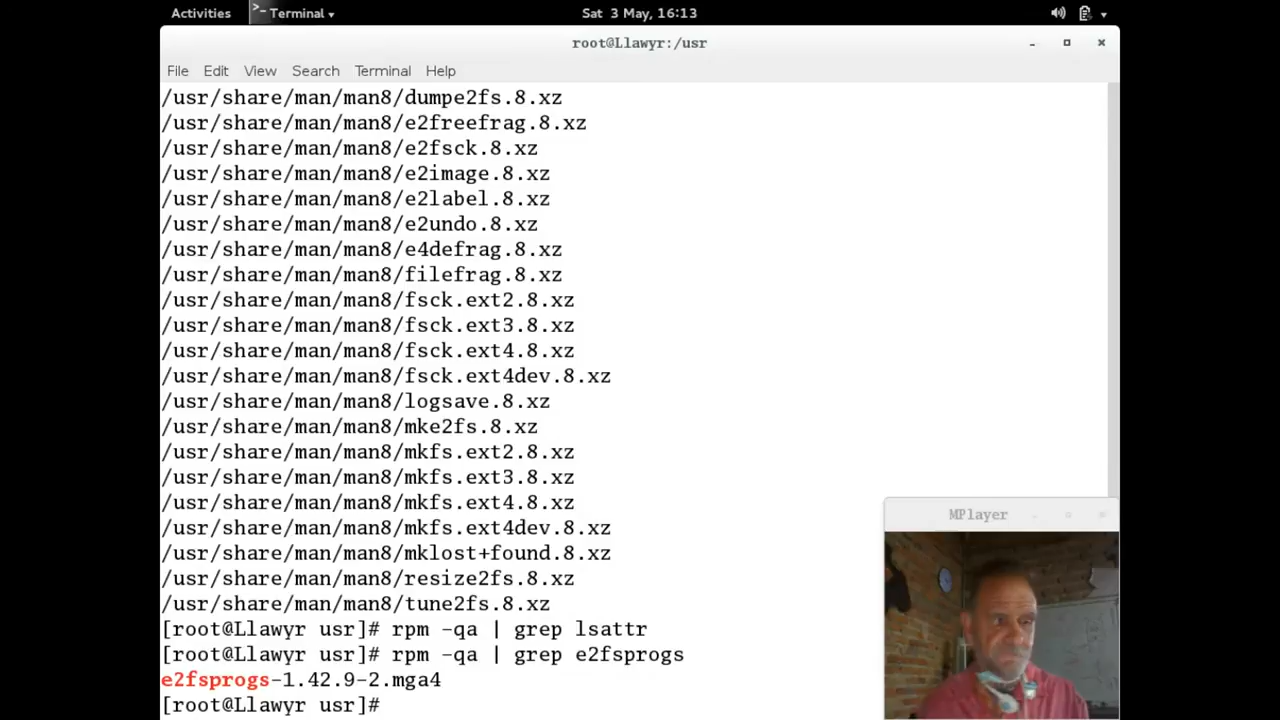 Activities
Terminal
Sat 3 May, 16:13
root@Llawyr:/usr
File Edit View Search Terminal Help
/usr/share/man/man8/dumpe2fs.8.xz
/usr/share/man/man8/e2freefrag.8.xz
/usr/share/man/man8/e2fsck.8.xz
/usr/share/man/man8/e2image.8.xz
/usr/share/man/man8/e2label.8.xz
/usr/share/man/man8/e2undo.8.xz
/usr/share/man/man8/e4defrag.8.xz
/usr/share/man/man8/filefrag.8.xz
/usr/share/man/man8/fsck.ext2.8.xz
/usr/share/man/man8/fsck.ext3.8.xz
/usr/share/man/man8/fsck.ext4.8.xz
/usr/share/man/man8/fsck.ext4dev.8.xz
/usr/share/man/man8/logsave.8.xz
/usr/share/man/man8/mke2fs.8.xz
/usr/share/man/man8/mkfs.ext2.8.xz
/usr/share/man/man8/mkfs.ext3.8.xz
/usr/share/man/man8/mkfs.ext4.8.xz
/usr/share/man/man8/mkfs.ext4dev.8.xz
/usr/share/man/man8/mklost+found.8.xz
/usr/share/man/man8/resize2fs.8.xz
/usr/share/man/man8/tune2fs.8.xz
[root@Llawyr usr]# rpm -qa | grep lsattr
[root@Llawyr usr]# rpm -qa | grep e2fsprogs
e2fsprogs-1.42.9-2.mga4
[root@Llawyr usr]#
MPlayer